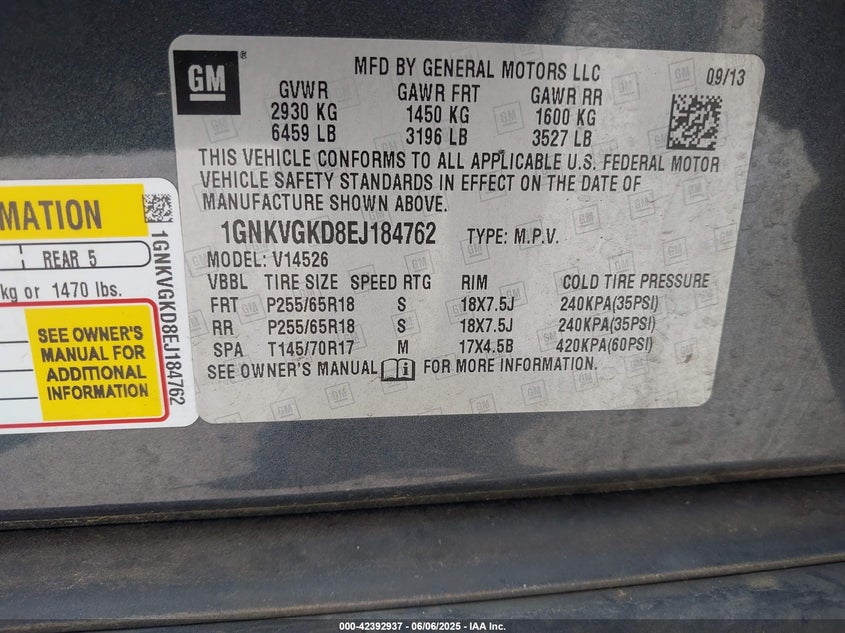 GM
®
MFD BY GENERAL MOTORS LLC
09/13
GVWR GAWR FRT GAWR RR
2930 KG 1450 KG 1600 KG
6459 LB 3196 LB 3527 LB
THIS VEHICLE CONFORMS TO ALL APPLICABLE U.S. FEDERAL MOTOR
VEHICLE SAFETY STANDARDS IN EFFECT ON THE DATE OF
MANUFACTURE SHOWN ABOVE.
1GNKVGKD8EJ184762 TYPE: M.P.V.
MODEL: V14526
VBBL TIRE SIZE SPEED RTG RIM COLD TIRE PRESSURE
FRT P255/65R18 S 18X7.5J 240KPA(35PSI)
RR P255/65R18 S 18X7.5J 240KPA(35PSI)
SPA T145/70R17 M 17X4.5B 420KPA(60PSI)
SEE OWNER'S MANUAL FOR MORE INFORMATION.
MATION
REAR 5
kg or 1470 lbs.
SEE OWNER'S
MANUAL FOR
ADDITIONAL
INFORMATION
1GNKVGKD8EJ184762
000-42392937 - 06/06/2025 - IAA Inc.